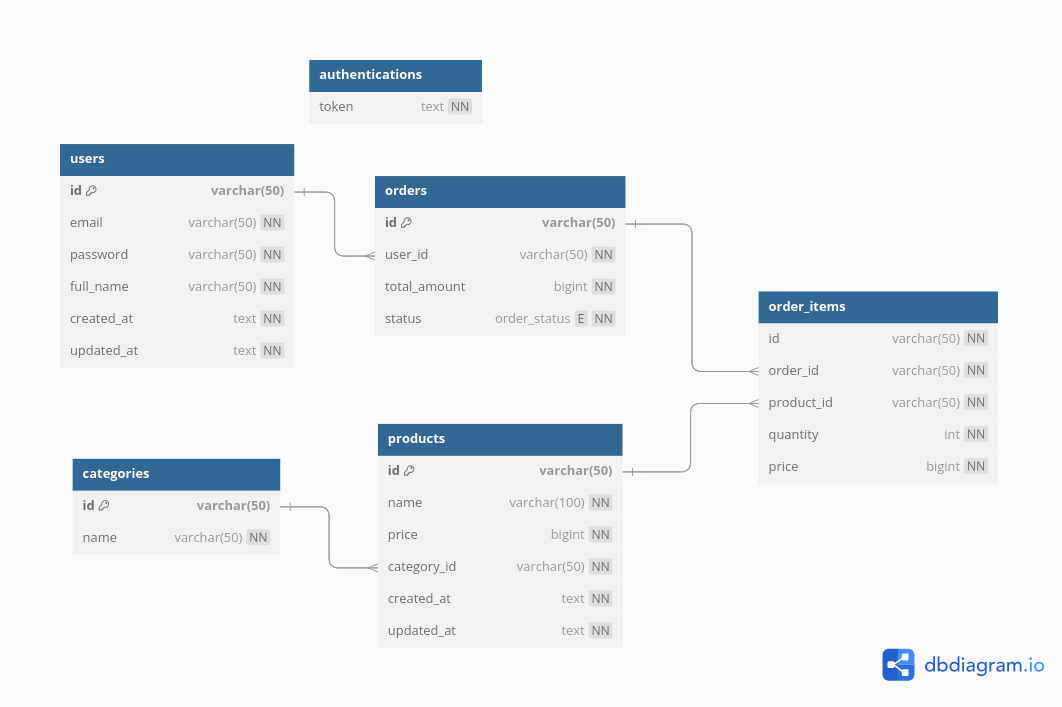 authentications
token text NN
users
id varchar(50)
email varchar(50) NN
password varchar(50) NN
full_name varchar(50) NN
created_at text NN
updated_at text NN
orders
id varchar(50)
user_id varchar(50) NN
total_amount bigint NN
status order_status E NN
order_items
id varchar(50) NN
order_id varchar(50) NN
product_id varchar(50) NN
quantity int NN
price bigint NN
categories
id varchar(50)
name varchar(50) NN
products
id varchar(50)
name varchar(100) NN
price bigint NN
category_id varchar(50) NN
created_at text NN
updated_at text NN
dbdiagram.io